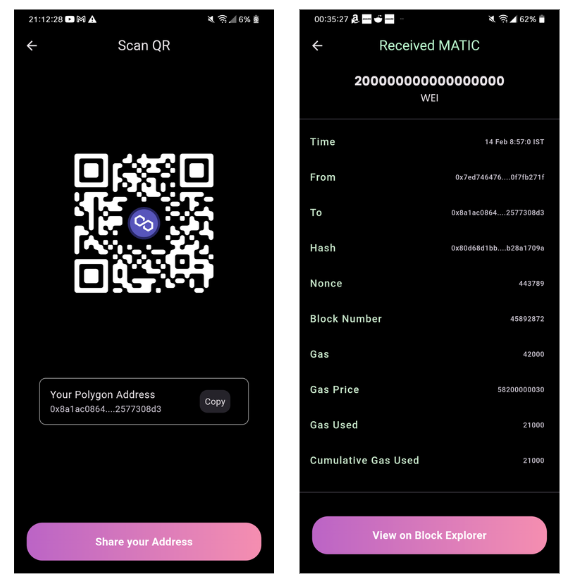 21:12:28
6%
Scan QR
Your Polygon Address
0x8a1ac0864....2577308d3
Copy
Share your Address
00:35:27
62%
Received MATIC
200000000000000000
WEI
Time
14 Feb 8:57:0 IST
From
0x7ed746476....0f7fb271f
To
0x8a1ac0864....2577308d3
Hash
0x80d68d1bb....b28a1709a
Nonce
443789
Block Number
45892872
Gas
42000
Gas Price
58200000030
Gas Used
21000
Cumulative Gas Used
21000
View on Block Explorer